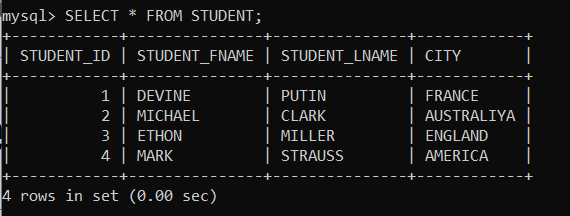 mysql> SELECT * FROM STUDENT;
+------------+---------------+---------------+------------+
| STUDENT_ID | STUDENT_FNAME | STUDENT_LNAME | CITY       |
+------------+---------------+---------------+------------+
|          1 | DEVINE        | PUTIN         | FRANCE     |
|          2 | MICHAEL       | CLARK         | AUSTRALIYA |
|          3 | ETHON         | MILLER        | ENGLAND    |
|          4 | MARK          | STRAUSS       | AMERICA    |
+------------+---------------+---------------+------------+
4 rows in set (0.00 sec)